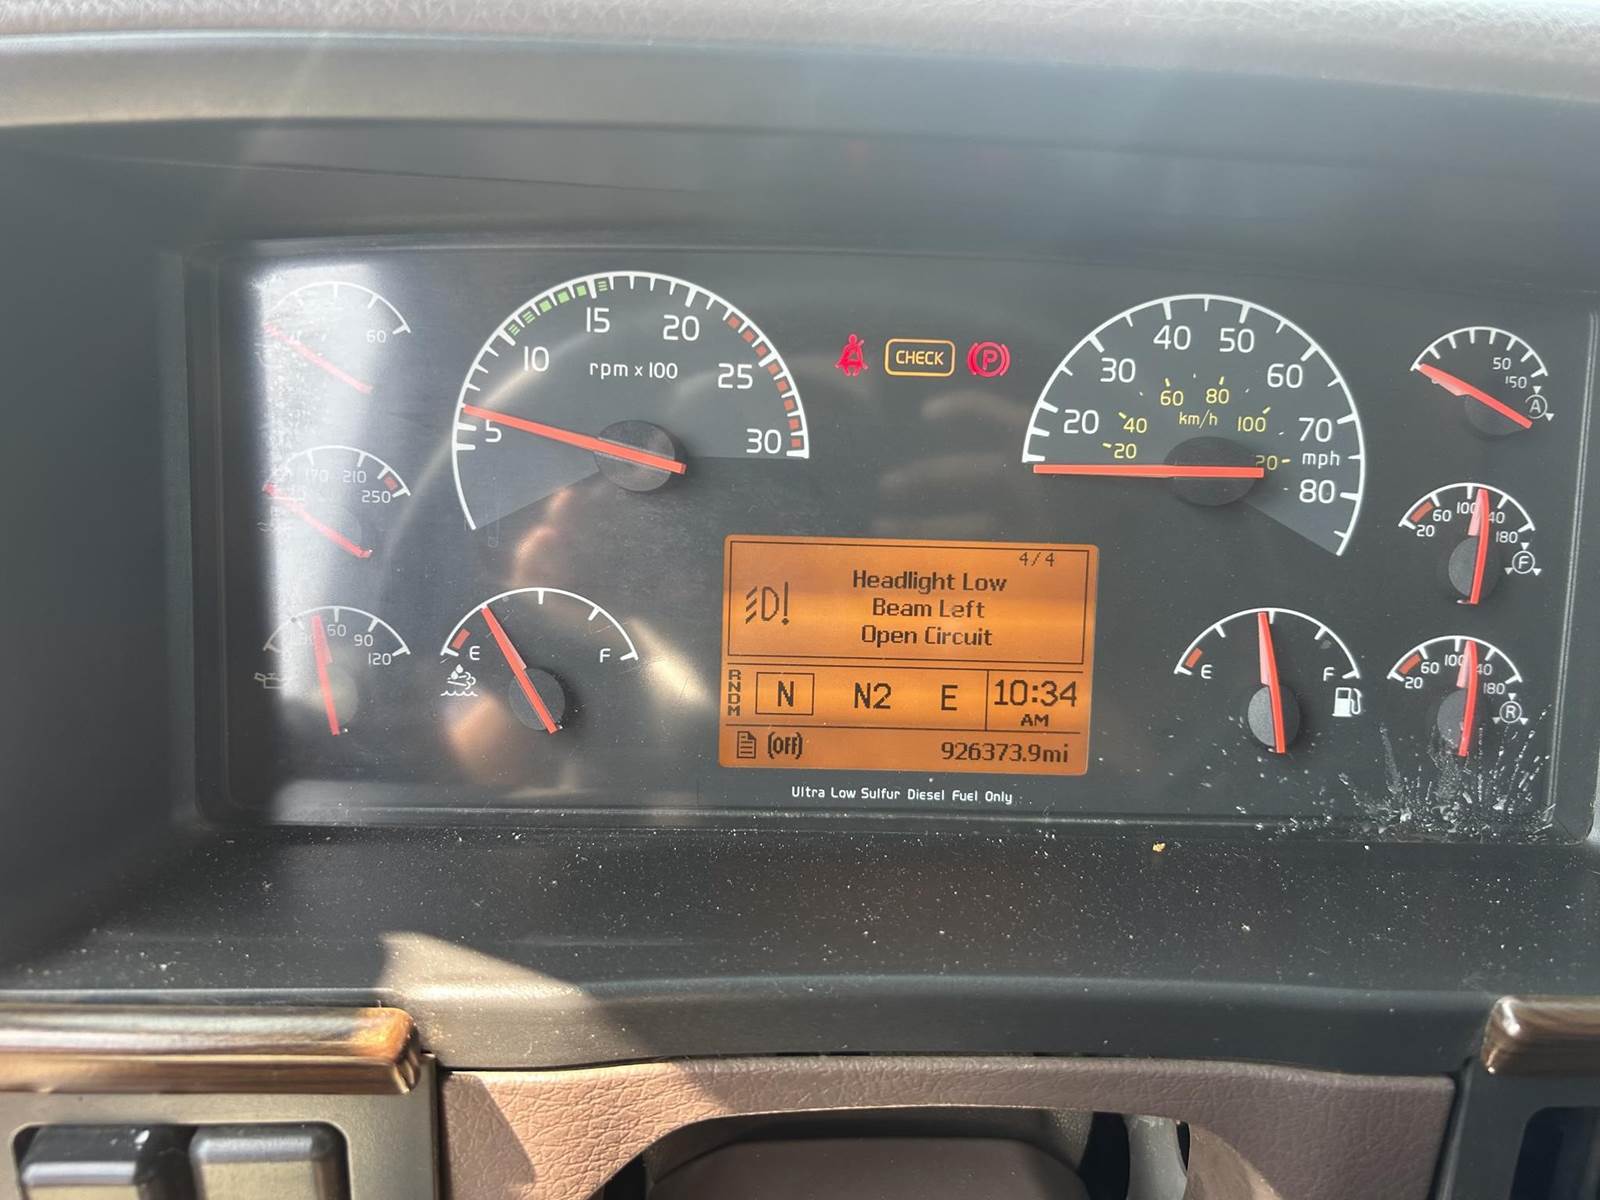 60
170 210
250
60 90
120
5
10
15
20
25
30
rpm x 100
E F
CHECK
P
20
30
40
50
60
70
80
mph
20
40
60
80
100
km/h
50
150
A
20
60
100
180
F
20
60
100
180
R
E F
4/4
Headlight Low
Beam Left
Open Circuit
RNDM
N N2 E 10:34
AM
(OFF) 926373.9mi
Ultra Low Sulfur Diesel Fuel Only